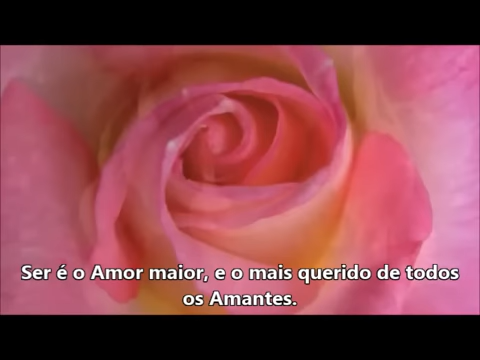 Ser é o Amor maior, e o mais querido de todos
os Amantes.